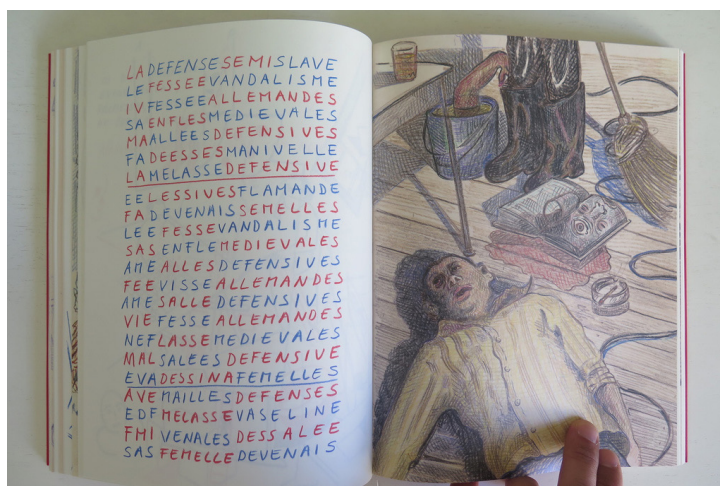 LADEFENSESEMISLAVE
LEFESSEEVANDALISME
IVFESSEEALLEMANDES
SAENFLESMEDIEVALES
MAALLEESDEFENSIVES
FADEESSESMANIVELLE
LAMELASSEDEFENSIVE
EELESSIVESFLAMANDE
FADEVENAISSEMELLES
LEEFESSEVANDALISME
SASENFLEMEDIEVALES
AMEALLESDEFENSIVES
FEEVISSEALLEMANDES
AMESALLEDEFENSIVES
VIEFESSEALLEMANDES
NEFLASSEMEDIEVALES
MALSALEESDEFENSIVE
EVADESSINAFEMELLES
AVEMAILLESDEFENSES
EDFMELASSEVASELINE
FMIVENALESDESSALEE
SASFEMELLEDEVENAIS